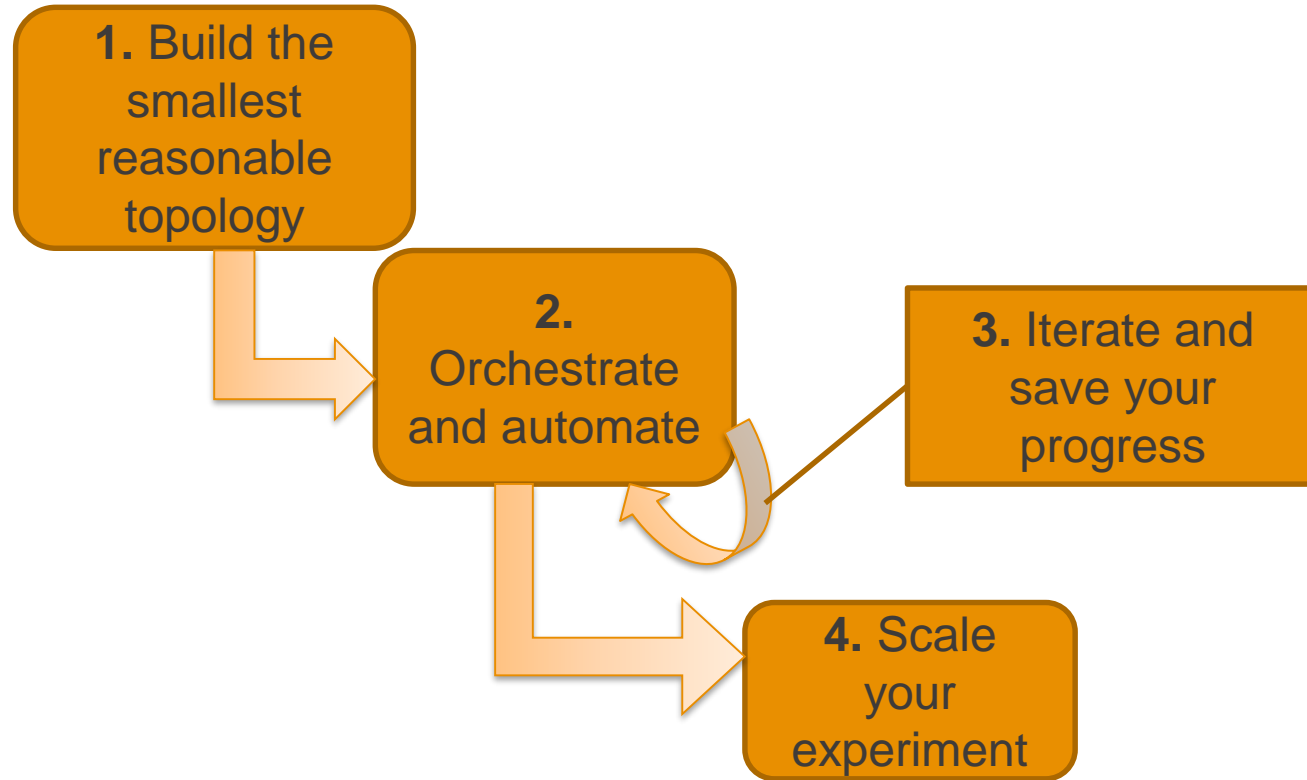 1. Build the
smallest
reasonable
topology
2.
Orchestrate
and automate
3. Iterate and
save your
progress
4. Scale
your
experiment